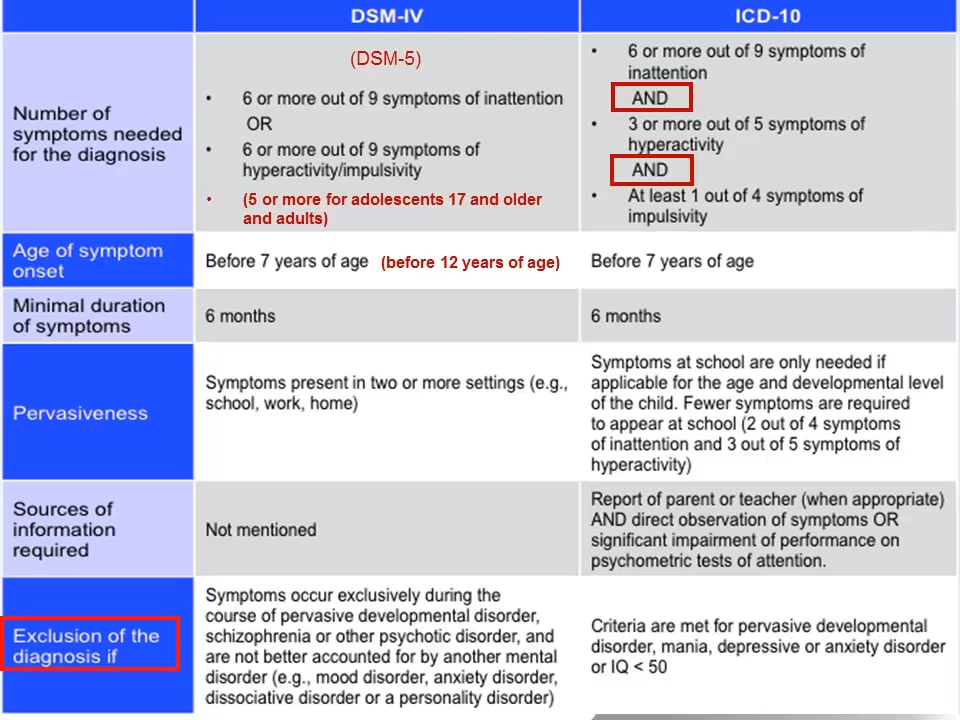 DSM-IV
ICD-10
Number of
symptoms needed
for the diagnosis
(DSM-5)
• 6 or more out of 9 symptoms of inattention
OR
• 6 or more out of 9 symptoms of
hyperactivity/impulsivity
• (5 or more for adolescents 17 and older
and adults)
• 6 or more out of 9 symptoms of
inattention
AND
• 3 or more out of 5 symptoms of
hyperactivity
AND
• At least 1 out of 4 symptoms of
impulsivity
Age of symptom
onset
Before 7 years of age (before 12 years of age)
Before 7 years of age
Minimal duration
of symptoms
6 months
6 months
Pervasiveness
Symptoms present in two or more settings (e.g.,
school, work, home)
Symptoms at school are only needed if
applicable for the age and developmental level
of the child. Fewer symptoms are required
to appear at school (2 out of 4 symptoms
of inattention and 3 out of 5 symptoms of
hyperactivity)
Sources of
information
required
Not mentioned
Report of parent or teacher (when appropriate)
AND direct observation of symptoms OR
significant impairment of performance on
psychometric tests of attention.
Exclusion of the
diagnosis if
Symptoms occur exclusively during the
course of pervasive developmental disorder,
schizophrenia or other psychotic disorder, and
are not better accounted for by another mental
disorder (e.g., mood disorder, anxiety disorder,
dissociative disorder or a personality disorder)
Criteria are met for pervasive developmental
disorder, mania, depressive or anxiety disorder
or IQ < 50